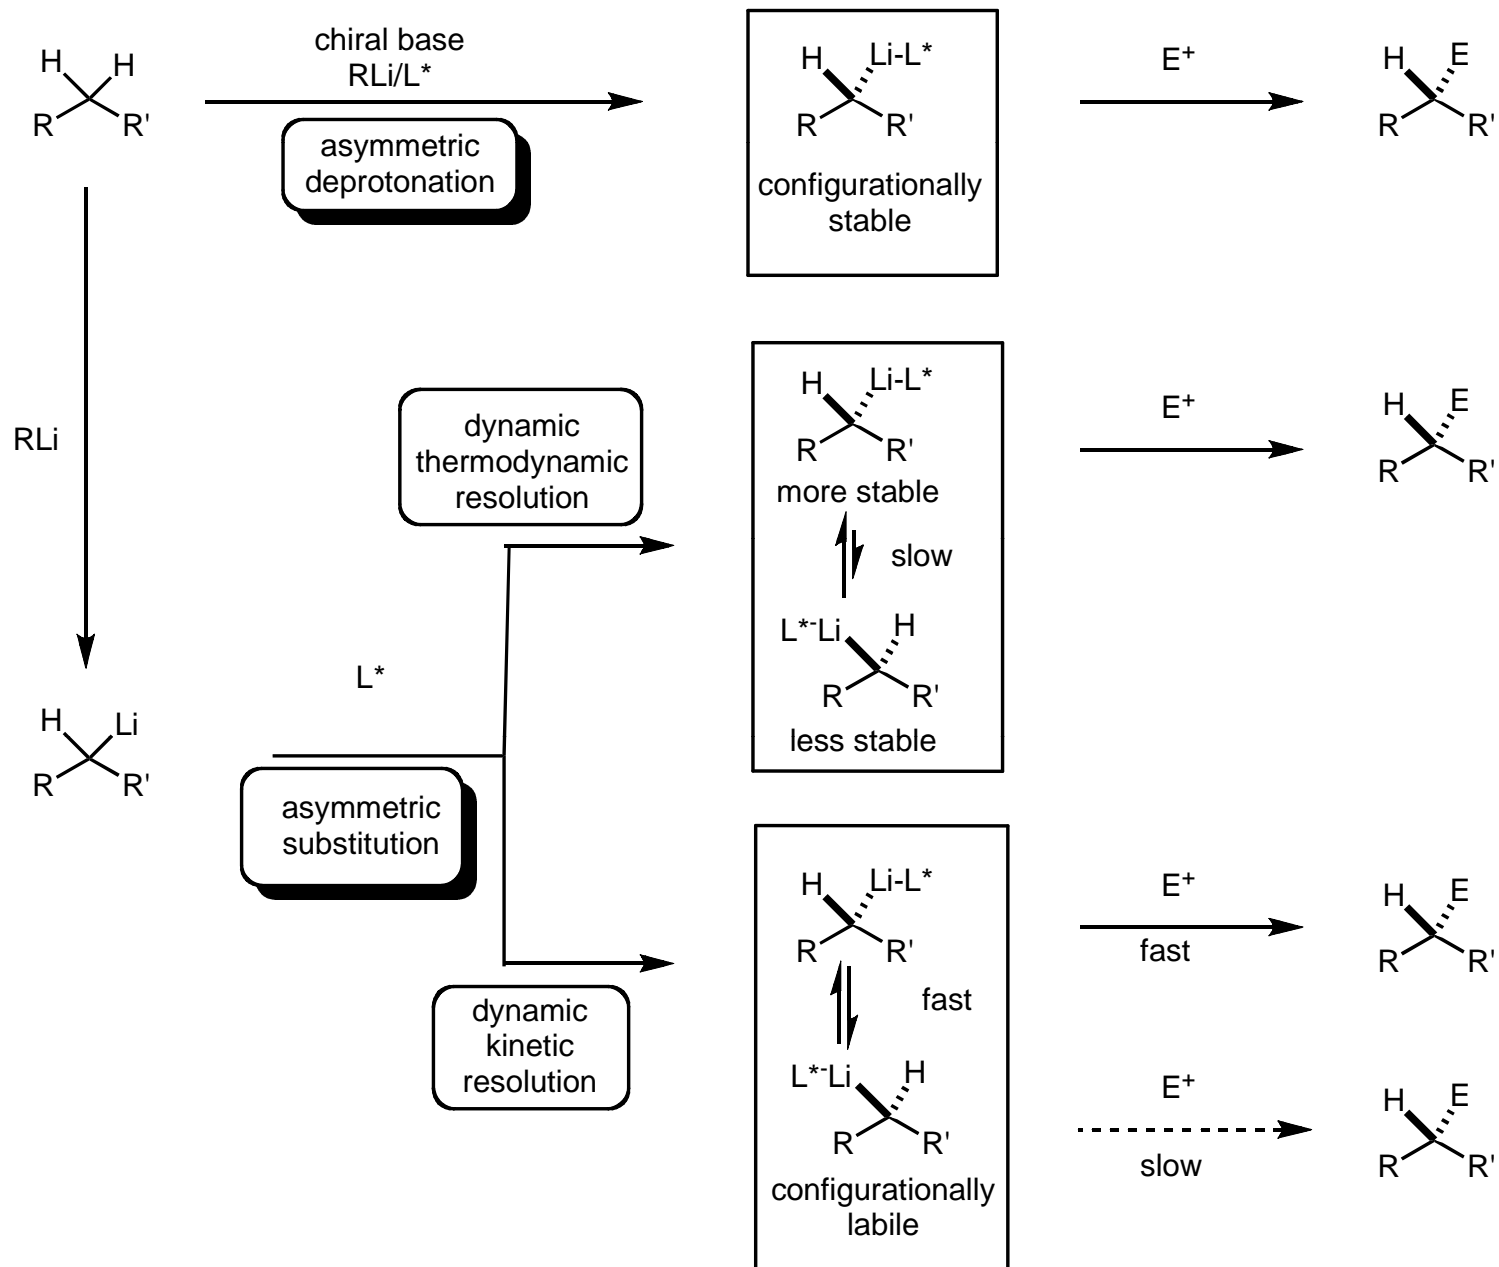 chiral base
RLi/L*
asymmetric
deprotonation
H H
R R'
H Li-L*
R R'
configurationally
stable
E+
H E
R R'
RLi
dynamic
thermodynamic
resolution
H Li-L*
R R'
more stable
slow
L*-Li H
R R'
less stable
E+
H E
R R'
L*
H Li
R R'
asymmetric
substitution
dynamic
kinetic
resolution
H Li-L*
R R'
fast
L*-Li H
R R'
configurationally
labile
E+
fast
H E
R R'
E+
slow
H E
R R'